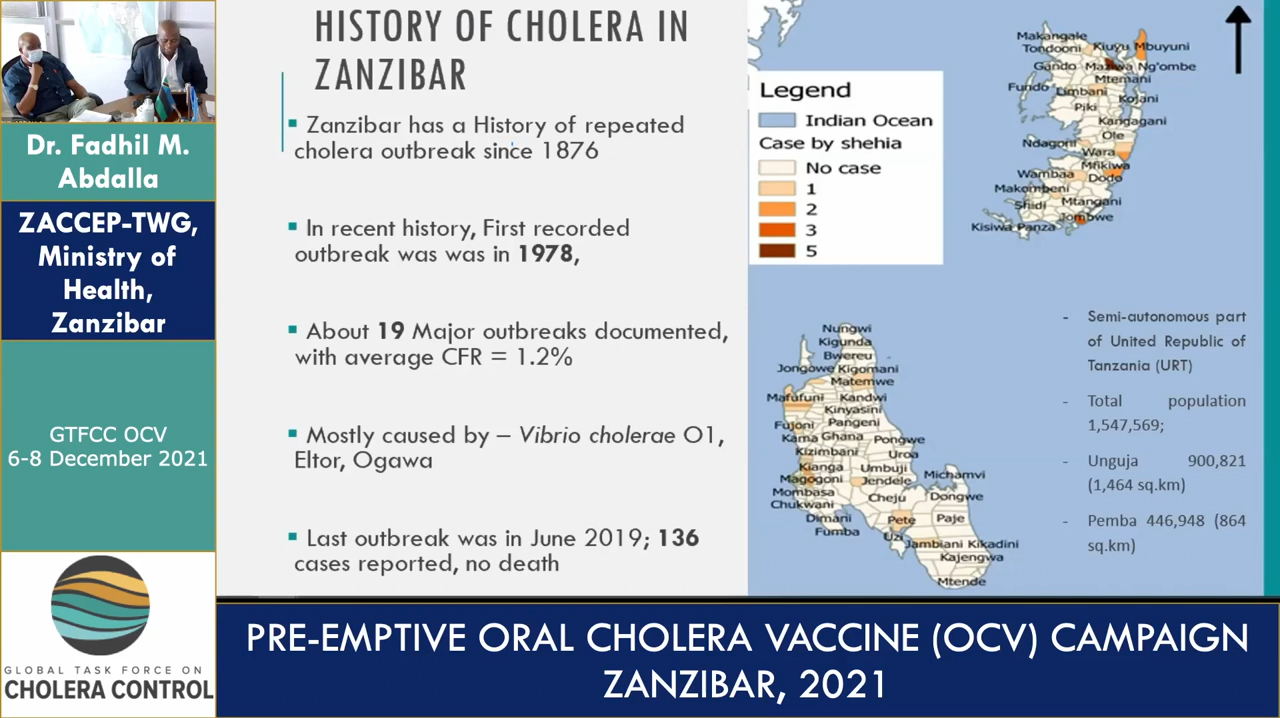 Dr. Fadhil M.
Abdalla
ZACCEP-TWG,
Ministry of
Health,
Zanzibar
GTFCC OCV
6-8 December 2021
GLOBAL TASK FORCE ON
CHOLERA CONTROL
HISTORY OF CHOLERA IN
ZANZIBAR
▪ Zanzibar has a History of repeated
cholera outbreak since 1876
▪ In recent history, First recorded
outbreak was was in 1978,
▪ About 19 Major outbreaks documented,
with average CFR = 1.2%
▪ Mostly caused by – Vibrio cholerae O1,
Eltor, Ogawa
▪ Last outbreak was in June 2019; 136
cases reported, no death
Legend
Indian Ocean
Case by shehia
No case
1
2
3
5
Makangale
Tondooni Kiuyu Mbuyuni
Gando Maziwa Ng'ombe
Mtemani
Fundo Limbani
Kojani
Piki
Kangagani
Ole
Ndagoni
Wara
Mfikiwa
Wambaa Dodo
Makombeni
Shidi Mtangani
Jombwe
Kisiwa Panza
Nungwi
Kigunda
Bwereu
Jongowe Kigomani
Matemwe
Mafufuni Kandwi
Kinyasini
Fujoni Pangeni
Kama Ghana Pongwe
Kizimbani Uroa
Kianga Umbuji
Magogoni Jendele Michamvi
Mombasa Cheju Dongwe
Chukwani
Dimani Pete Paje
Fumba
Uzi Jambiani Kikadini
Kajengwa
Mtende
- Semi-autonomous part
of United Republic of
Tanzania (URT)
- Total population
1,547,569;
- Unguja 900,821
(1,464 sq.km)
- Pemba 446,948 (864
sq.km)
PRE-EMPTIVE ORAL CHOLERA VACCINE (OCV) CAMPAIGN
ZANZIBAR, 2021